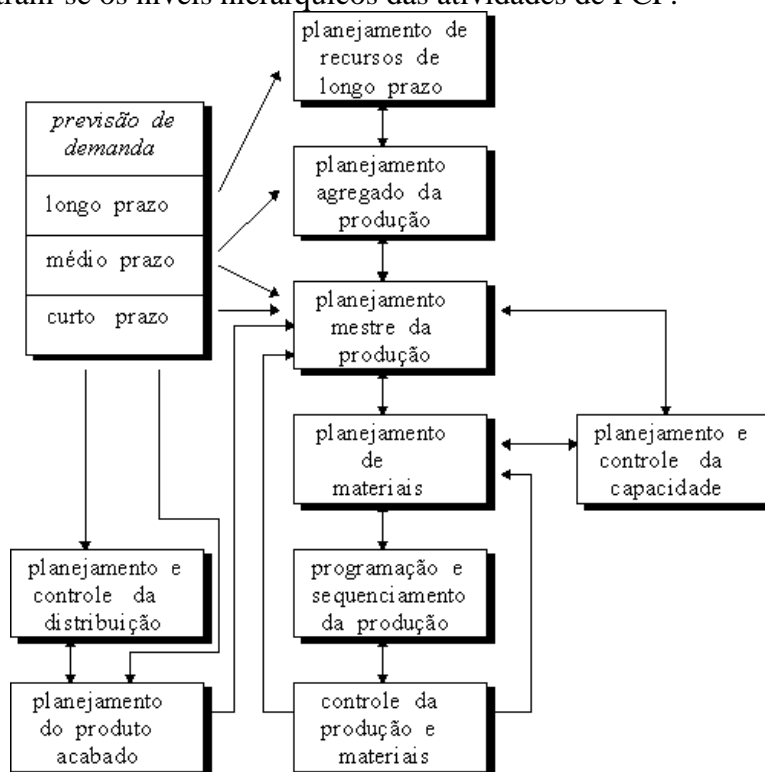 planejamento de
recursos de
longo prazo
previsão de
demanda
longo prazo
médio prazo
curto prazo
planejamento
agregado da
produção
planejamento
mestre da
produção
planejamento
de
materiais
planejamento e
controle da
capacidade
planejamento e
controle da
distribuição
programação e
sequenciamento
da produção
planejamento
do produto
acabado
controle da
produção e
materiais